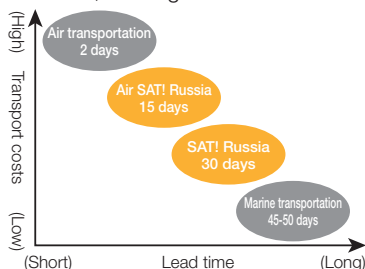 (High)
Air transportation
2 days
Air SAT! Russia
15 days
Transport costs
SAT! Russia
30 days
Marine transportation
45-50 days
(Low)
(Short)
Lead time
(Long)